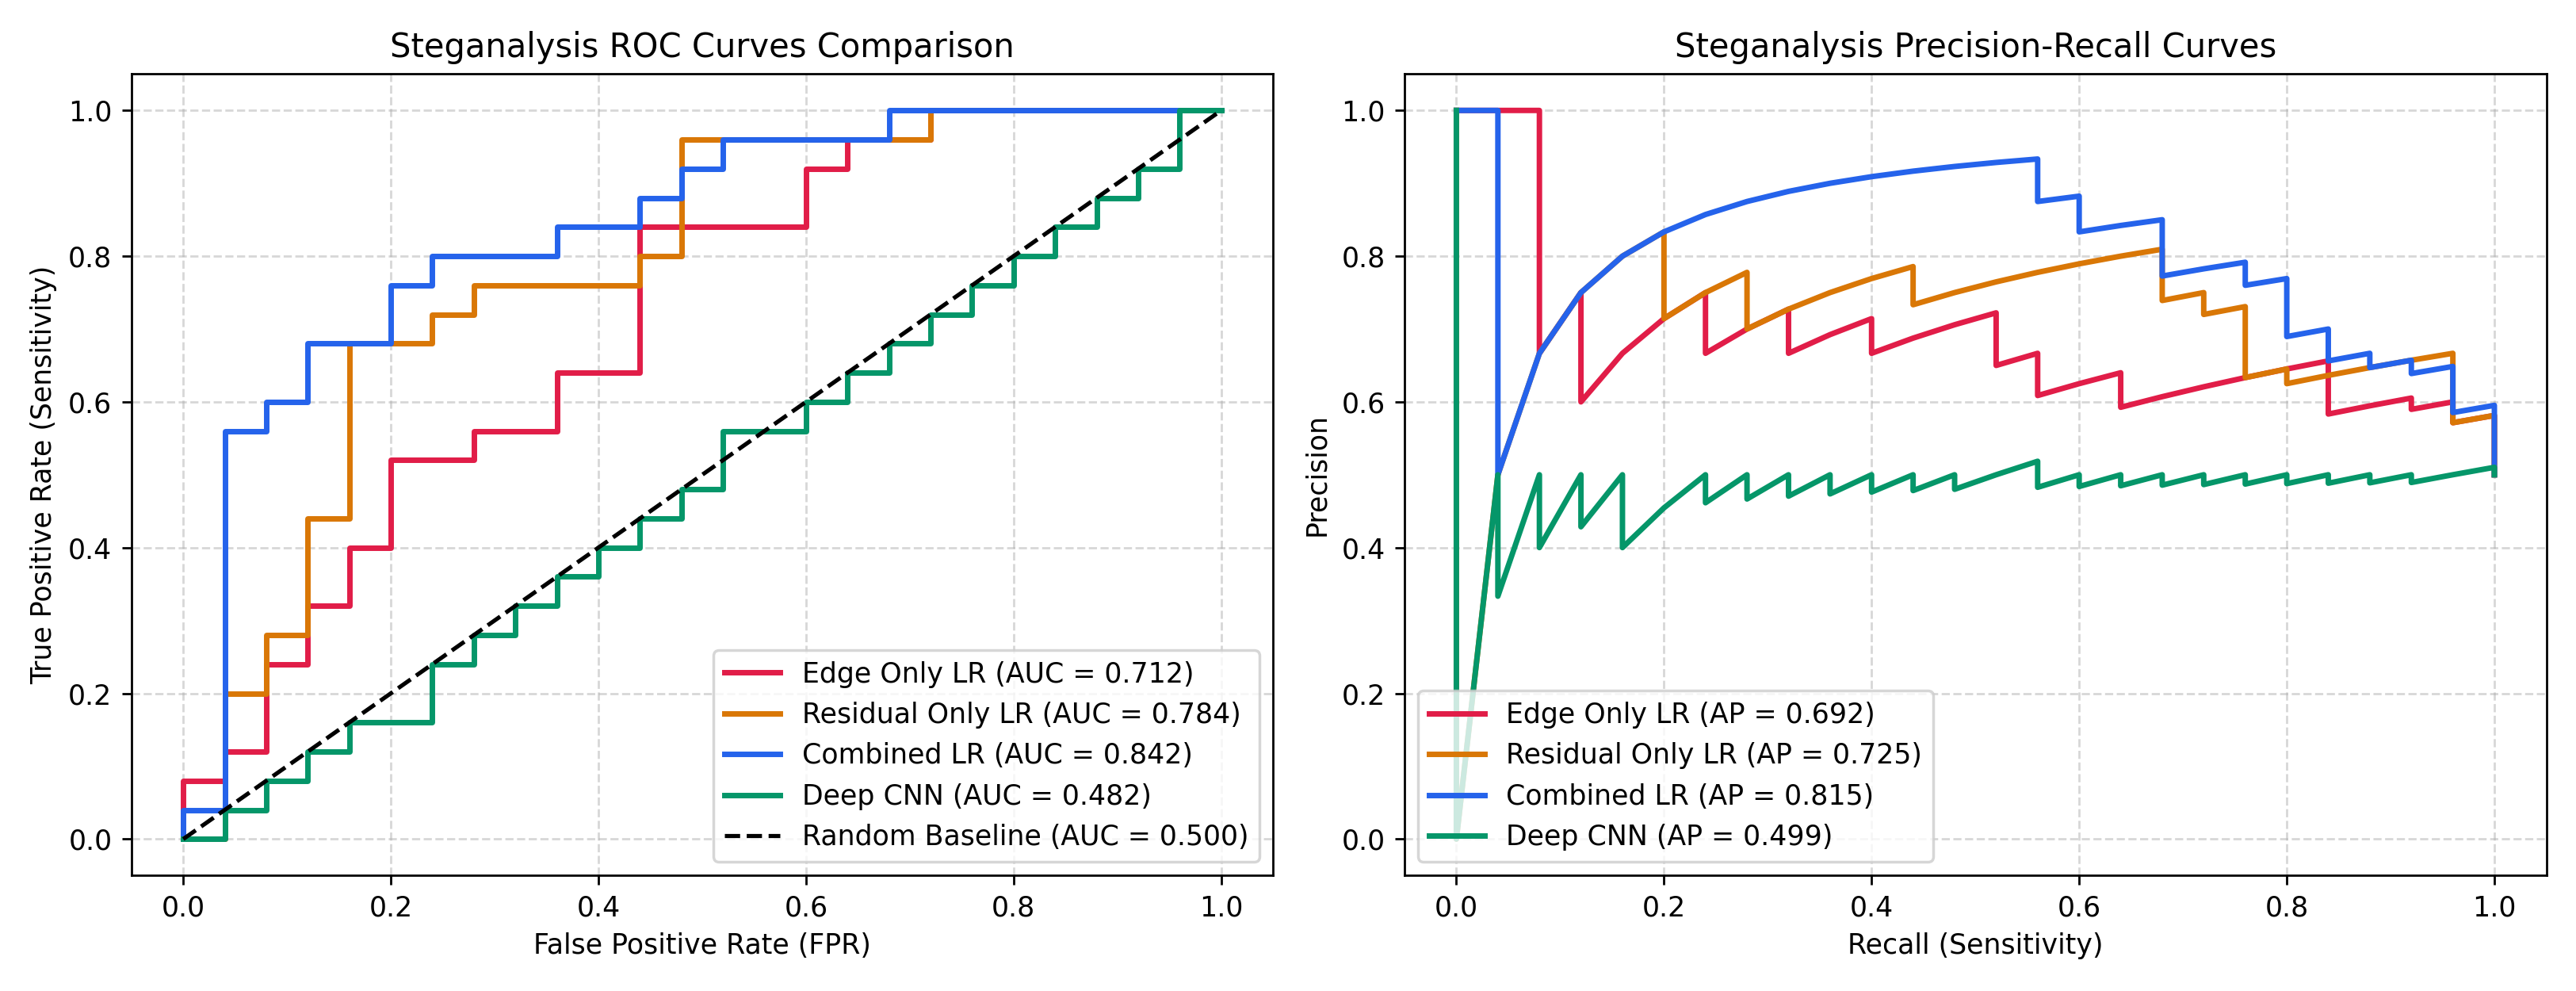 Steganalysis ROC Curves Comparison
True Positive Rate (Sensitivity)
1.0
0.8
0.6
0.4
0.2
0.0
Edge Only LR (AUC = 0.712)
Residual Only LR (AUC = 0.784)
Combined LR (AUC = 0.842)
Deep CNN (AUC = 0.482)
Random Baseline (AUC = 0.500)
0.0 0.2 0.4 0.6 0.8 1.0
False Positive Rate (FPR)
Steganalysis Precision-Recall Curves
Precision
1.0
0.8
0.6
0.4
0.2
0.0
Edge Only LR (AP = 0.692)
Residual Only LR (AP = 0.725)
Combined LR (AP = 0.815)
Deep CNN (AP = 0.499)
0.0 0.2 0.4 0.6 0.8 1.0
Recall (Sensitivity)